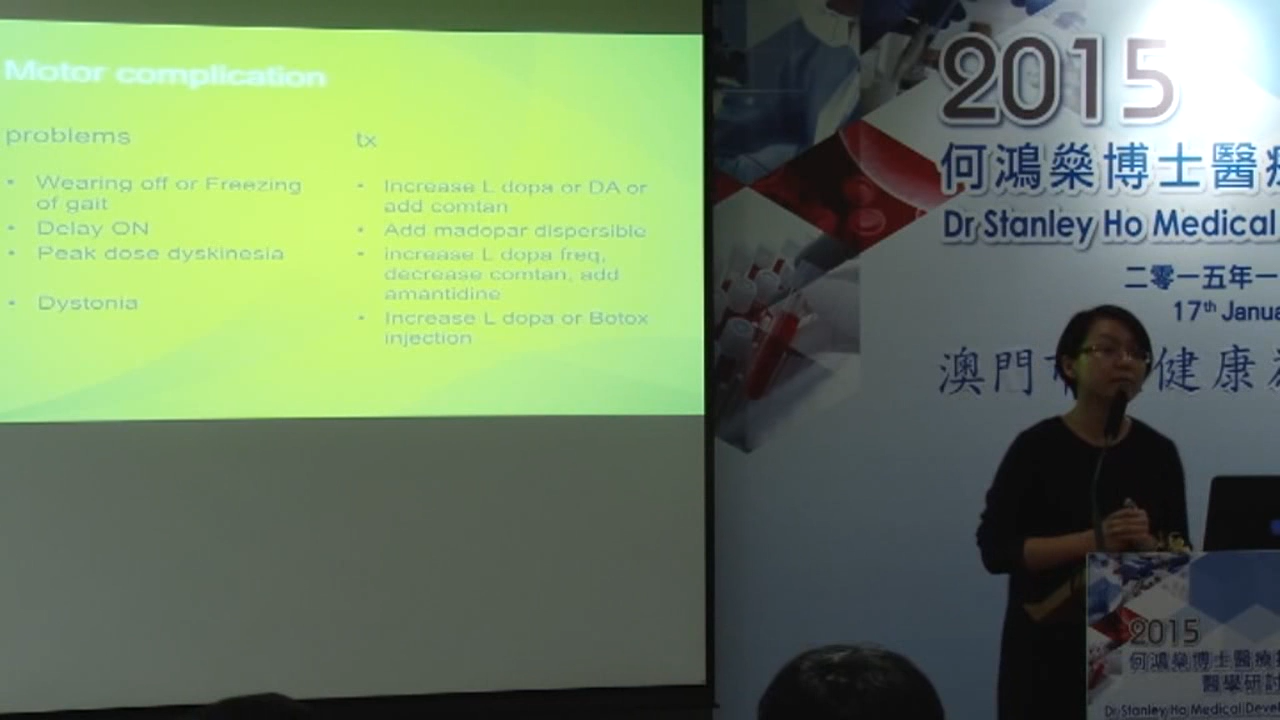 Motor complication
problems
• Wearing off or Freezing
of gait
• Delay ON
• Peak dose dyskinesia
• Dystonia
tx
• Increase L dopa or DA or
add comtan
• Add madopar dispersible
• increase L dopa freq,
decrease comtan, add
amantidine
• Increase L dopa or Botox
injection
2015
何鴻燊博士醫療
Dr Stanley Ho Medical
二零一五年一
17th Janua
澳門
健康
2015
何鴻燊博士醫療
醫學研討
Dr Stanley Ho Medical Deve